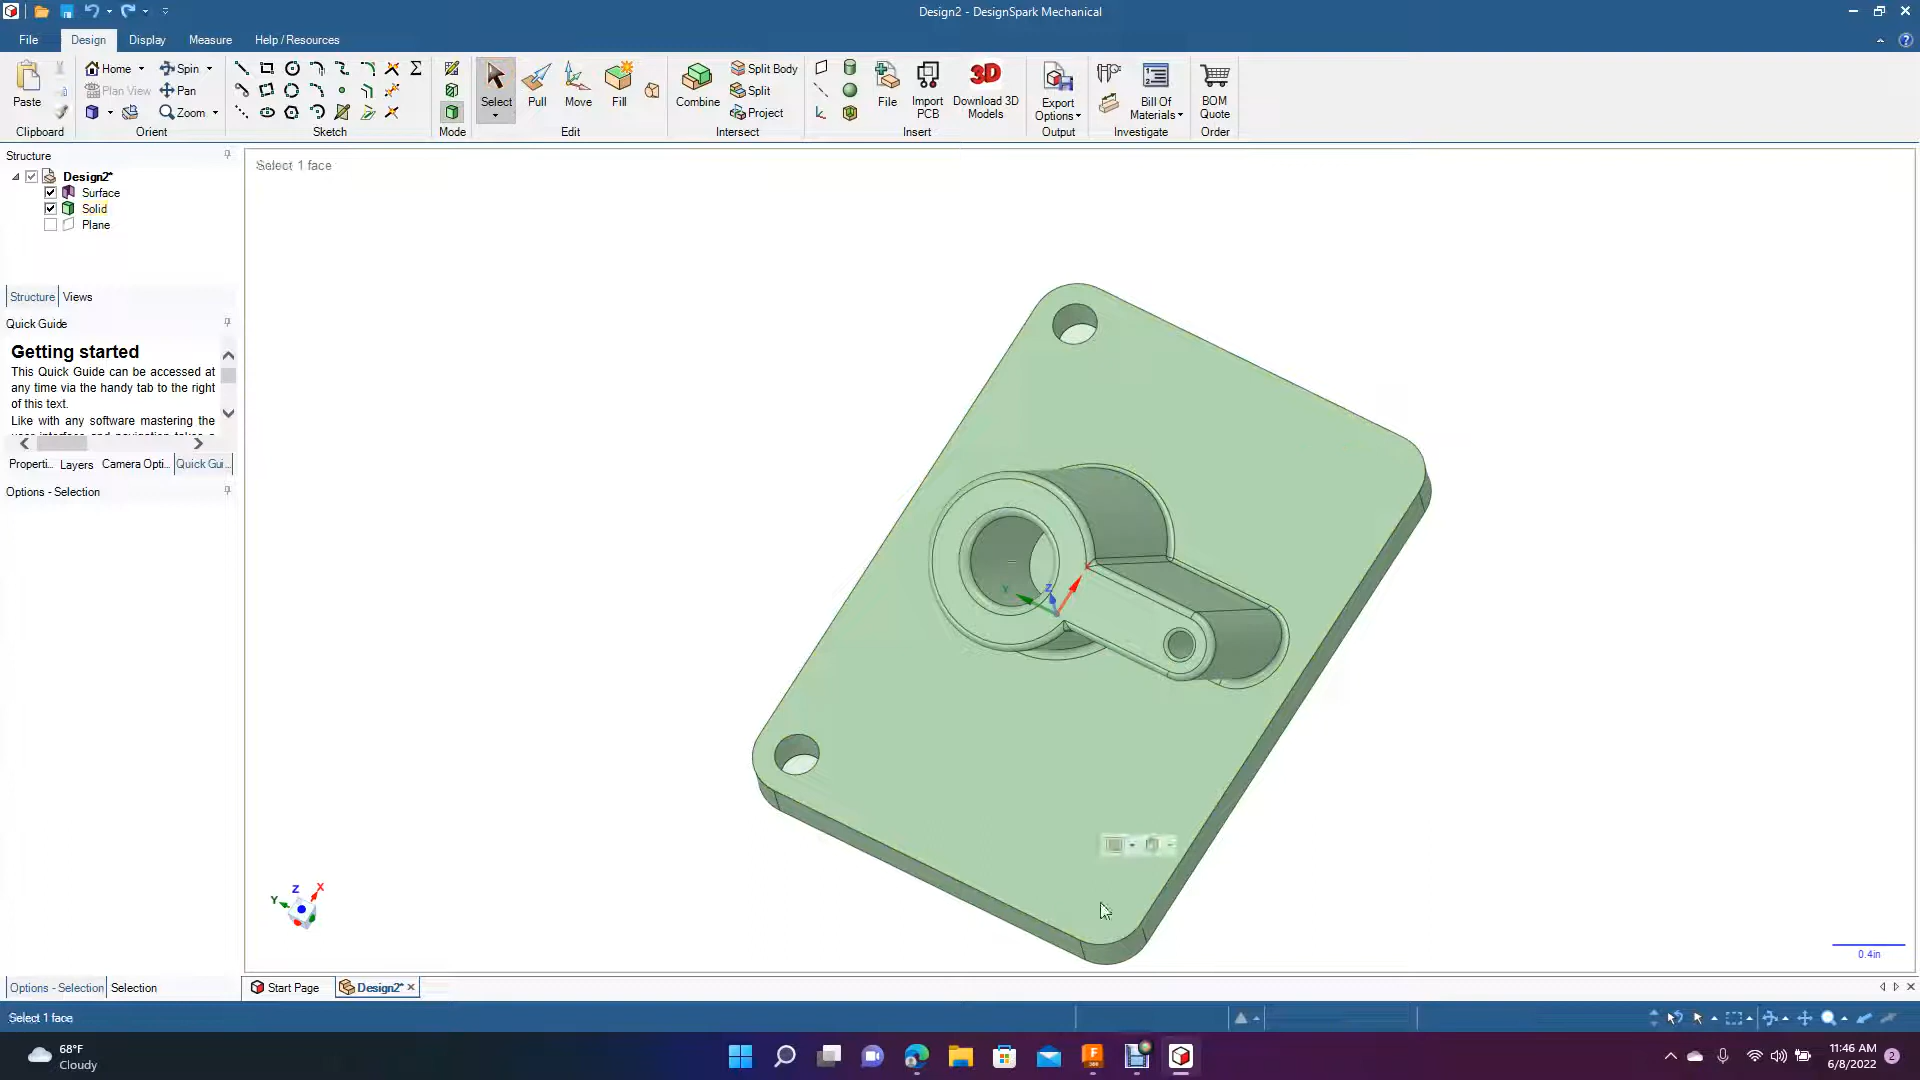 Design2 - DesignSpark Mechanical
File Design Display Measure Help / Resources
Paste
Home
Plan View
Spin
Pan
Zoom
Σ
Select
Pull
Move
Fill
Combine
Split Body
Split
Project
File
Import PCB
3D
Download 3D Models
Export Options
Bill Of Materials
BOM Quote
Clipboard Orient Sketch Mode Edit Intersect Insert Output Investigate Order
Structure
Design2*
Surface
Solid
Plane
Structure Views
Quick Guide
Getting started
This Quick Guide can be accessed at
any time via the handy tab to the right
of this text.
Like with any software mastering the
Properti... Layers Camera Opti... Quick Gui...
Options - Selection
Select 1 face
Y Z X
Z
X
Y
0.4in
Options - Selection Selection
Start Page Design2*
Select 1 face
68°F
Cloudy
11:46 AM
6/8/2022
2